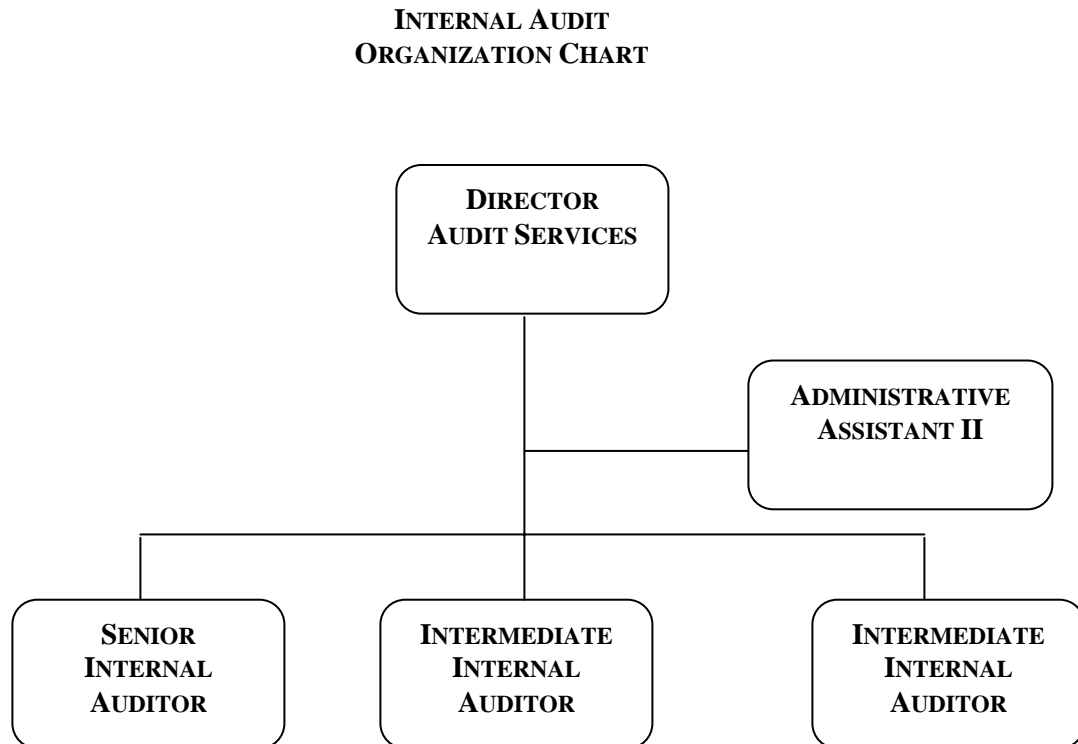 INTERNAL AUDIT
ORGANIZATION CHART
DIRECTOR
AUDIT SERVICES
ADMINISTRATIVE
ASSISTANT II
SENIOR
INTERNAL
AUDITOR
INTERMEDIATE
INTERNAL
AUDITOR
INTERMEDIATE
INTERNAL
AUDITOR